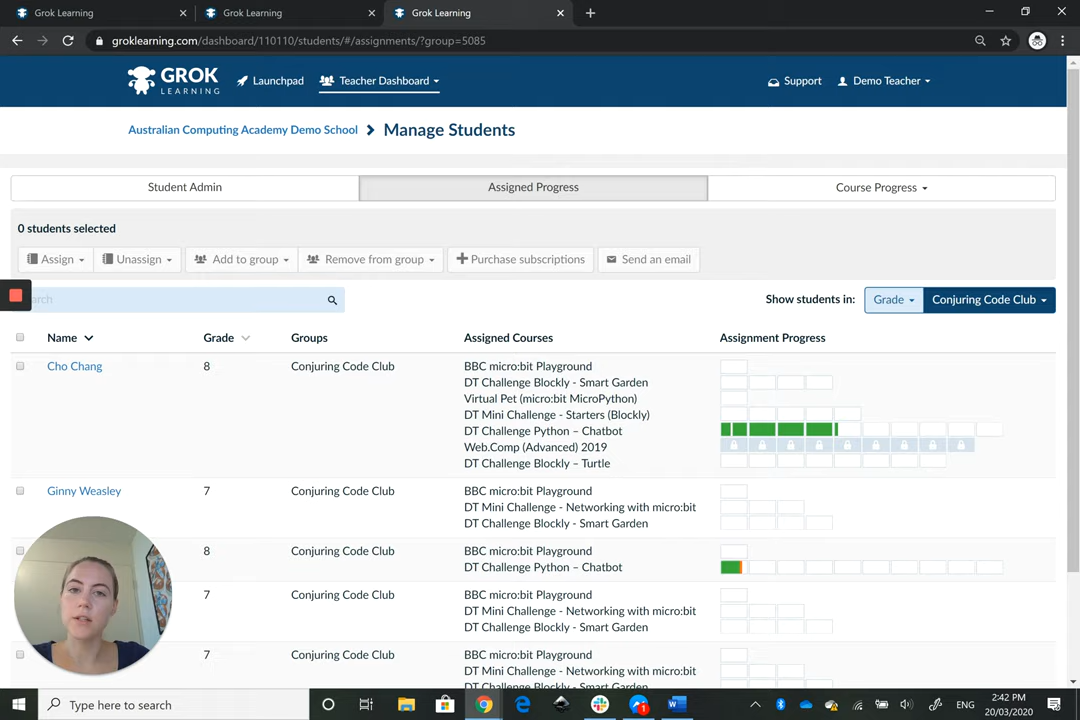 Grok Learning
Grok Learning
Grok Learning
groklearning.com/dashboard/110110/students/#/assignments/?group=5085
GROK LEARNING
Launchpad
Teacher Dashboard
Support
Demo Teacher
Australian Computing Academy Demo School
Manage Students
Student Admin
Assigned Progress
Course Progress
0 students selected
Assign
Unassign
Add to group
Remove from group
Purchase subscriptions
Send an email
Show students in:
Grade
Conjuring Code Club
Name
Grade
Groups
Assigned Courses
Assignment Progress
Cho Chang
8
Conjuring Code Club
BBC micro:bit Playground
DT Challenge Blockly - Smart Garden
Virtual Pet (micro:bit MicroPython)
DT Mini Challenge - Starters (Blockly)
DT Challenge Python – Chatbot
Web.Comp (Advanced) 2019
DT Challenge Blockly – Turtle
Ginny Weasley
7
Conjuring Code Club
BBC micro:bit Playground
DT Mini Challenge - Networking with micro:bit
DT Challenge Blockly - Smart Garden
8
Conjuring Code Club
BBC micro:bit Playground
DT Challenge Python – Chatbot
7
Conjuring Code Club
BBC micro:bit Playground
DT Mini Challenge - Networking with micro:bit
DT Challenge Blockly - Smart Garden
7
Conjuring Code Club
BBC micro:bit Playground
DT Mini Challenge - Networking with micro:bit
DT Challenge Blockly - Smart Garden
Type here to search
ENG
2:42 PM
20/03/2020